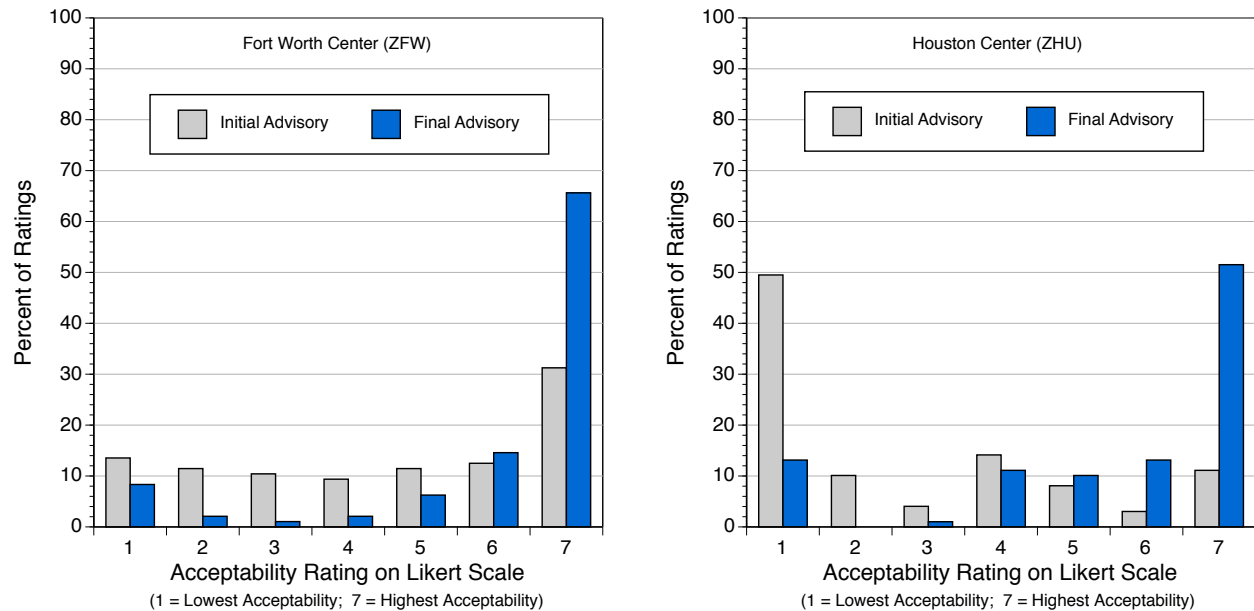 Fort Worth Center (ZFW)
Initial Advisory
Final Advisory
Percent of Ratings
100
90
80
70
60
50
40
30
20
10
0
1 2 3 4 5 6 7
Acceptability Rating on Likert Scale
(1 = Lowest Acceptability; 7 = Highest Acceptability)
Houston Center (ZHU)
Initial Advisory
Final Advisory
Percent of Ratings
100
90
80
70
60
50
40
30
20
10
0
1 2 3 4 5 6 7
Acceptability Rating on Likert Scale
(1 = Lowest Acceptability; 7 = Highest Acceptability)